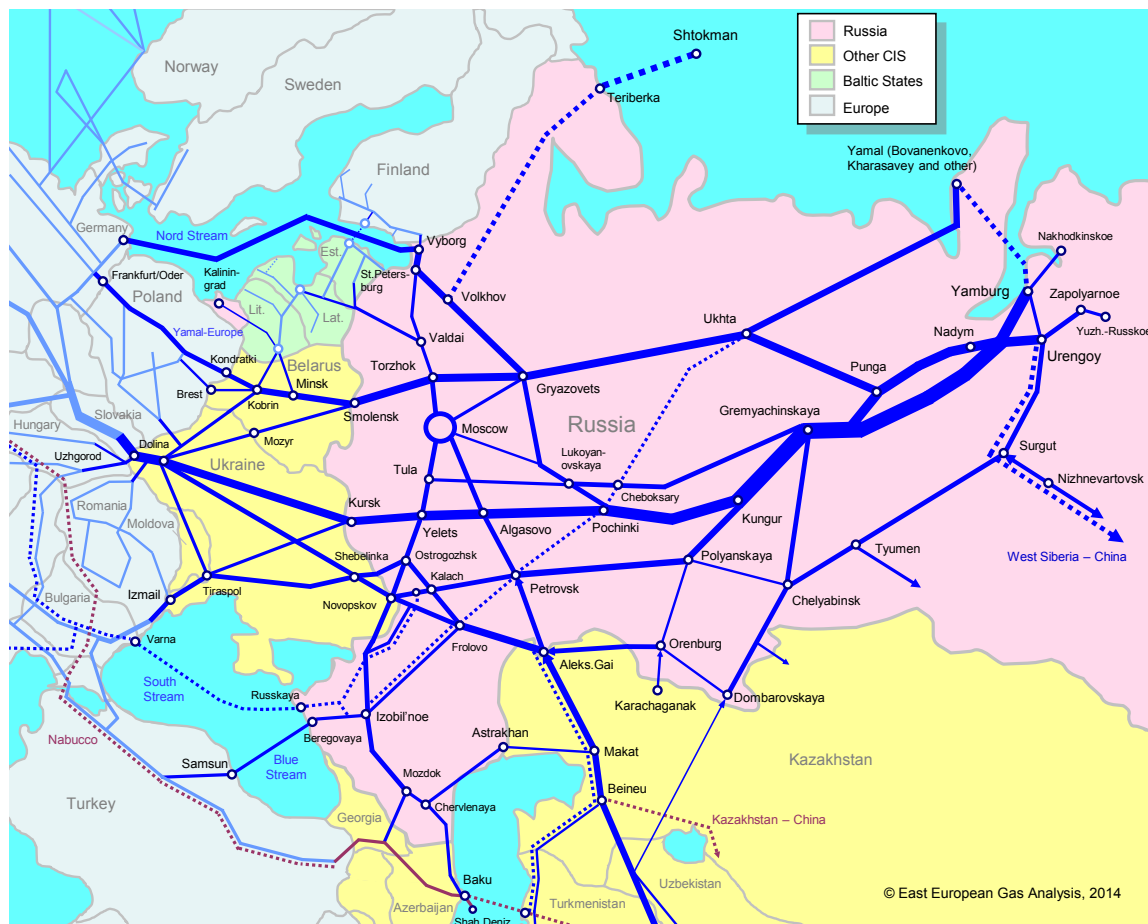 Shtokman
Russia
Other CIS
Baltic States
Europe
Norway
Sweden
Teriberka
Finland
Yamal (Bovanenkovo,
Kharasavey and other)
Germany
Nord Stream
Vyborg
Nakhodkinskoe
Est.
St.Peters-
burg
Frankfurt/Oder
Kalinin-
grad
Volkhov
Yamburg
Zapolyarnoe
Poland
Lit.
Lat.
Ukhta
Yuzh.-Russkoe
Yamal-Europe
Valdai
Nadym
Urengoy
Kondratki
Belarus
Torzhok
Punga
Brest
Minsk
Gryazovets
Kobrin
Smolensk
Gremyachinskaya
Slovakia
Russia
Hungary
Moscow
Dolina
Mozyr
Lukoyan-
ovskaya
Uzhgorod
Ukraine
Tula
Surgut
Cheboksary
Nizhnevartovsk
Romania
Kursk
Kungur
Moldova
Yelets
Algasovo
Pochinki
Shebelinka
Ostrogozhsk
Polyanskaya
Tyumen
West Siberia – China
Kalach
Bulgaria
Izmail
Tiraspol
Novopskov
Petrovsk
Chelyabinsk
Varna
Frolovo
Orenburg
Aleks.Gai
South
Stream
Russkaya
Karachaganak
Dombarovskaya
Izobil'noe
Nabucco
Beregovaya
Astrakhan
Makat
Samsun
Blue
Stream
Kazakhstan
Mozdok
Beineu
Turkey
Chervlenaya
Georgia
Kazakhstan – China
Uzbekistan
Baku
© East European Gas Analysis, 2014
Azerbaijan
Turkmenistan
Shah Deniz